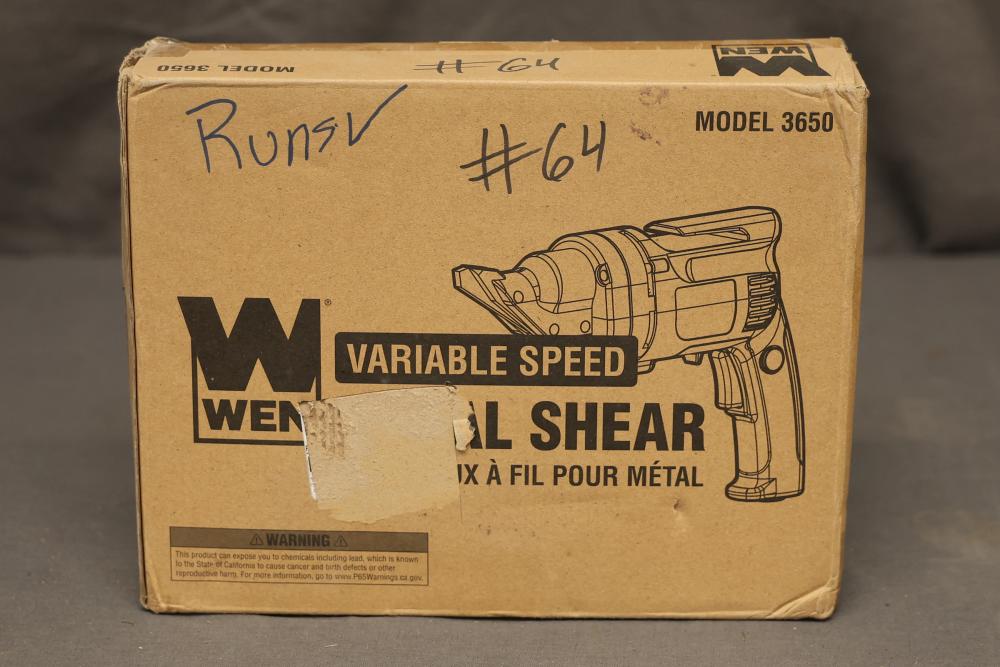 MODEL 3650
#64
WEN
Runs✓
#64
MODEL 3650
W®
WEN
VARIABLE SPEED
AL SHEAR
UX À FIL POUR MÉTAL
⚠ WARNING ⚠
This product can expose you to chemicals including lead, which is known
to the State of California to cause cancer and birth defects or other
reproductive harm. For more information, go to www.P65Warnings.ca.gov.